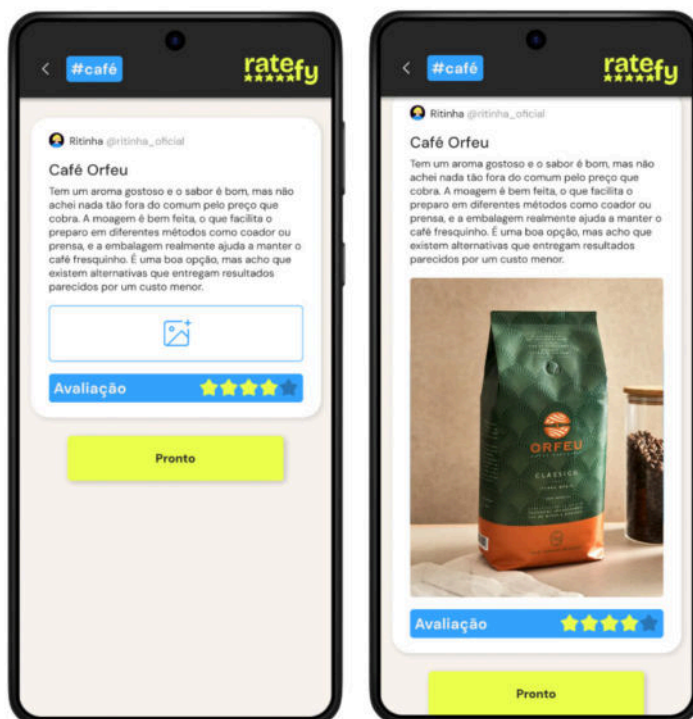 #café
ratefy
Ritinha @ritinha_oficial
Café Orfeu
Tem um aroma gostoso e o sabor é bom, mas não
achei nada tão fora do comum pelo preço que
cobra. A moagem é bem feita, o que facilita o
preparo em diferentes métodos como coador ou
prensa, e a embalagem realmente ajuda a manter o
café fresquinho. É uma boa opção, mas acho que
existem alternativas que entregam resultados
parecidos por um custo menor.
Avaliação
Pronto
#café
ratefy
Ritinha @ritinha_oficial
Café Orfeu
Tem um aroma gostoso e o sabor é bom, mas não
achei nada tão fora do comum pelo preço que
cobra. A moagem é bem feita, o que facilita o
preparo em diferentes métodos como coador ou
prensa, e a embalagem realmente ajuda a manter o
café fresquinho. É uma boa opção, mas acho que
existem alternativas que entregam resultados
parecidos por um custo menor.
ORFEU
CLÁSSICO
Avaliação
Pronto